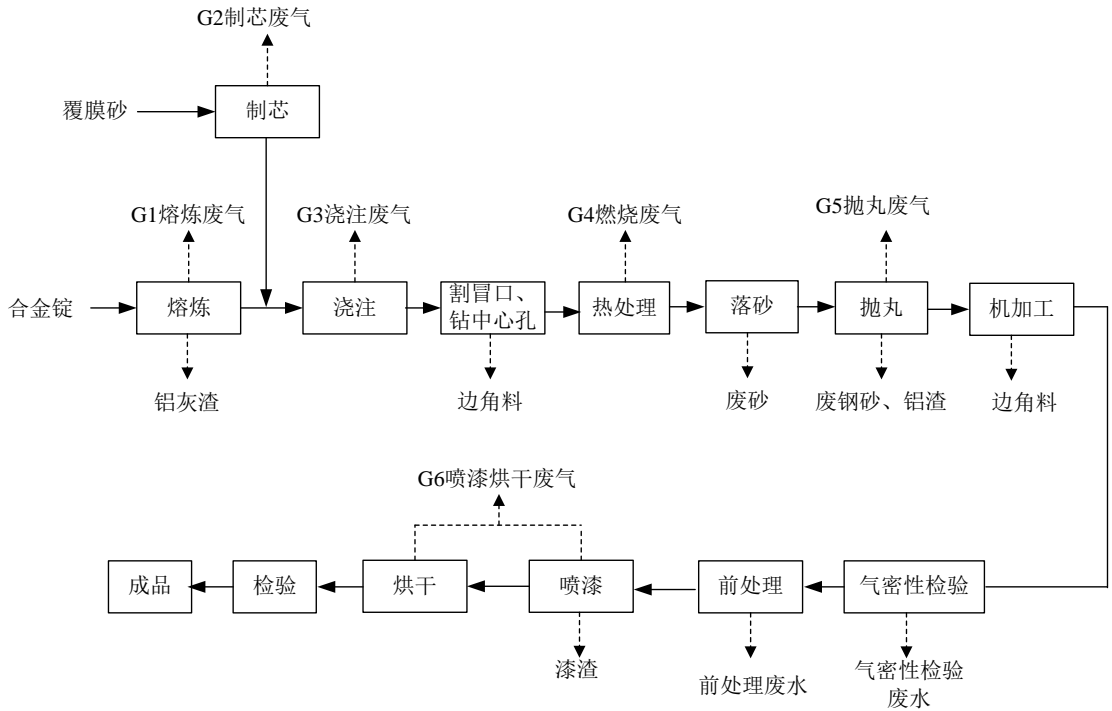 G2制芯废气
覆膜砂
制芯
G1熔炼废气
G3浇注废气
G4燃烧废气
G5抛丸废气
合金锭
熔炼
浇注
割冒口、
钻中心孔
热处理
落砂
抛丸
机加工
铝灰渣
边角料
废砂
废钢砂、铝渣
边角料
G6喷漆烘干废气
成品
检验
烘干
喷漆
前处理
气密性检验
漆渣
前处理废水
气密性检验
废水